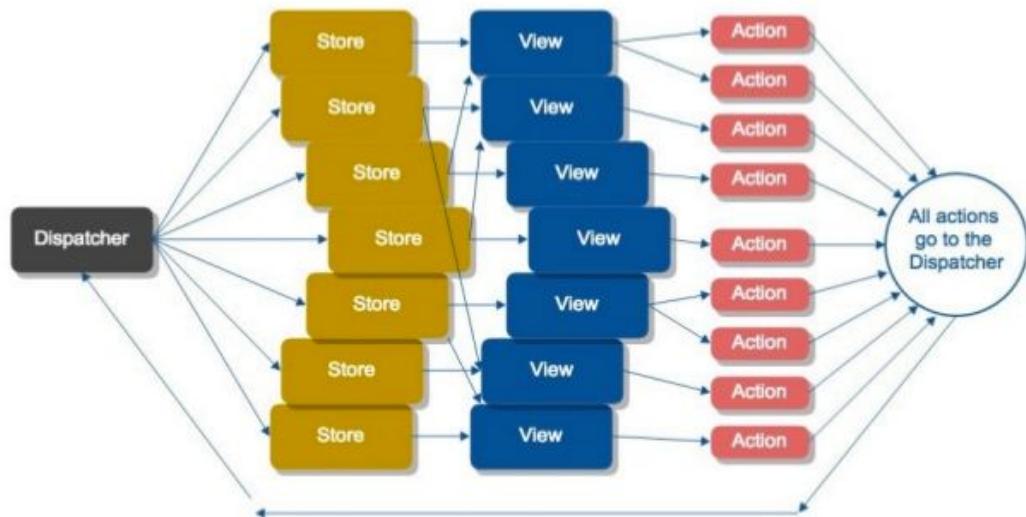 Store
View
Action
Action
Store
View
Action
Store
View
Action
Dispatcher
Store
View
Action
All actions
go to the
Dispatcher
Store
View
Action
Action
Store
View
Action
Store
View
Action